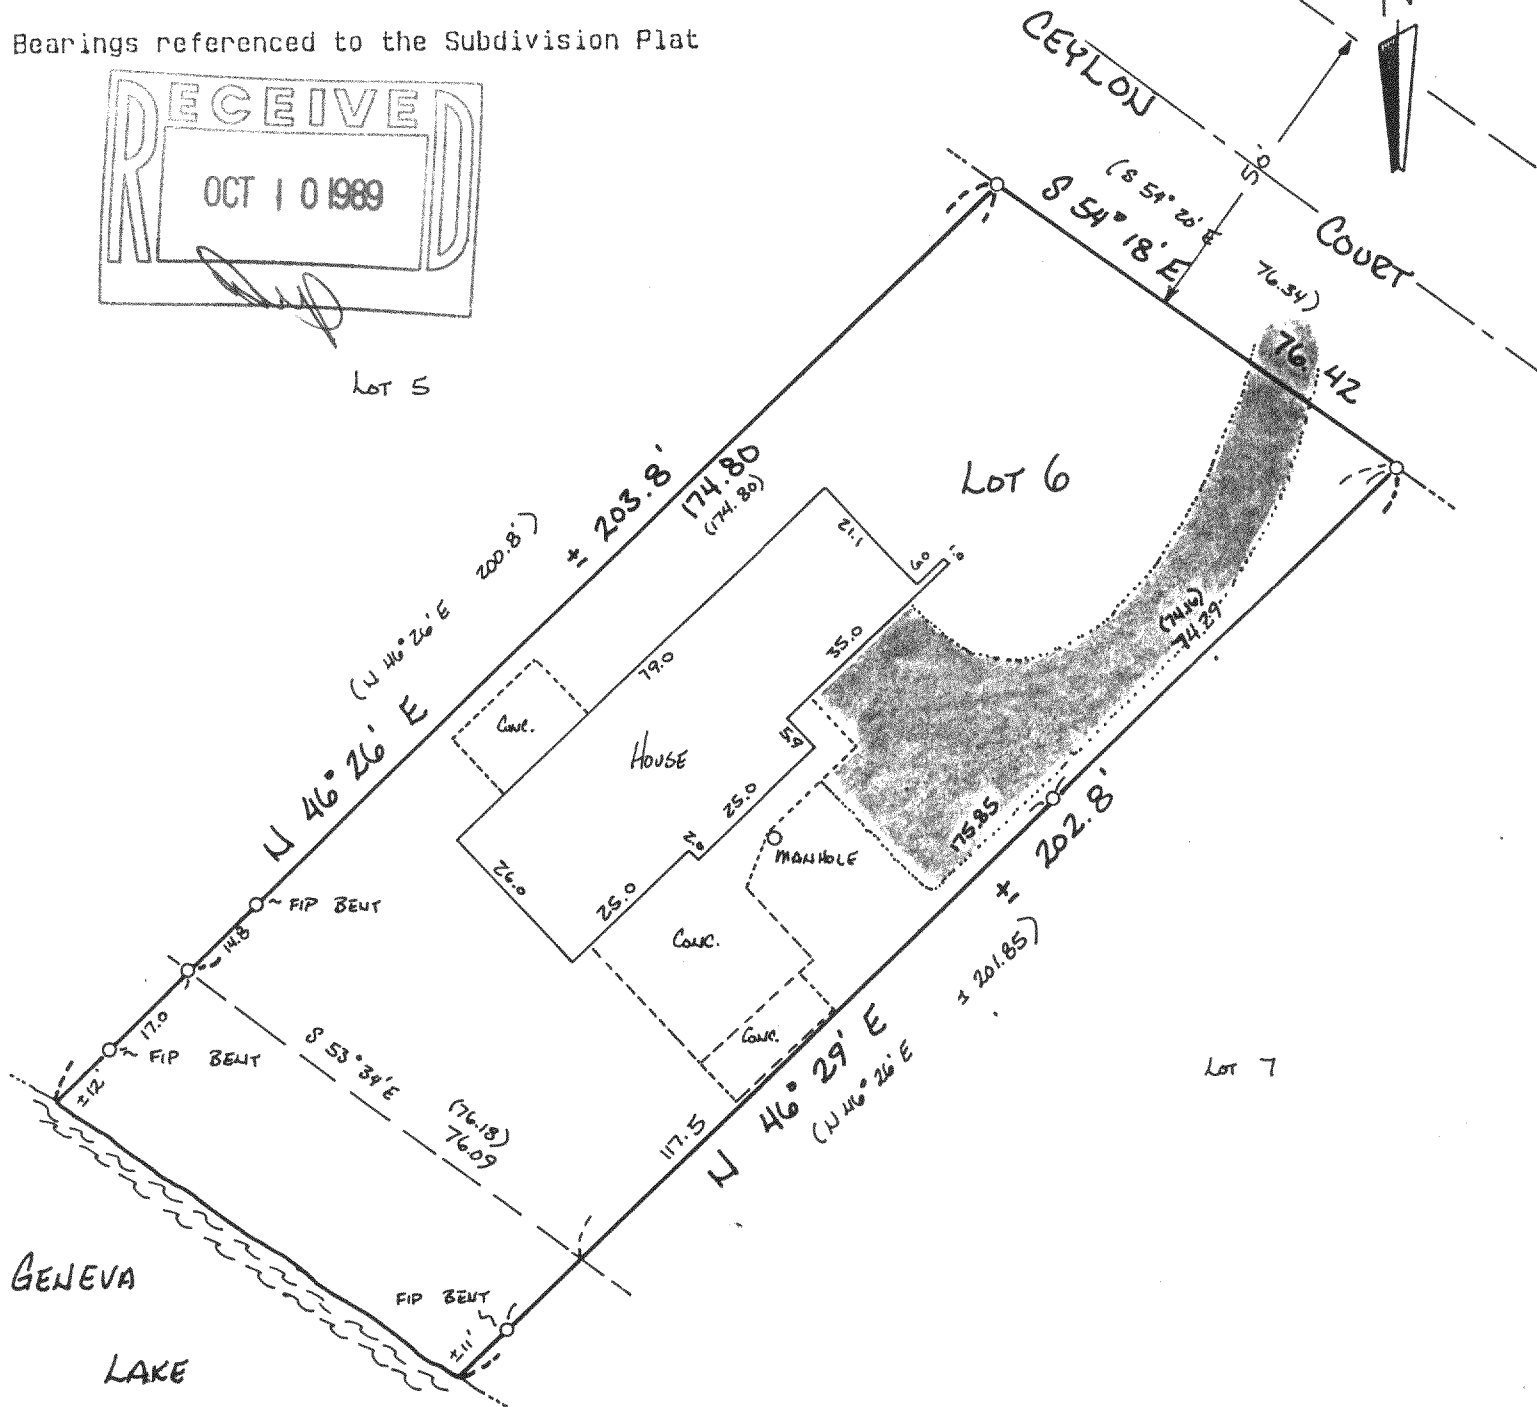 Bearings referenced to the Subdivision Plat
RECEIVED
OCT 10 1989
CEYLON
COURT
50'
(S 54° 20' E
76.34)
S 54° 18' E
76.42
LOT 5
LOT 6
± 203.8'
174.80
(174.80)
(N 46° 26' E
200.8')
N 46° 26' E
21.1
6.0
35.0
(74.16)
74.29
79.0
CONC.
HOUSE
5.9
25.0
2.0
175.85
MANHOLE
± 202.8'
26.0
25.0
~ FIP BENT
14.8
CONC.
± 201.85)
17.0
~ FIP BENT
CONC.
N 46° 29' E
(N 46° 26' E
LOT 7
S 53° 34' E
(76.18)
76.09
±12'
117.5
GENEVA
LAKE
FIP BENT
±11'